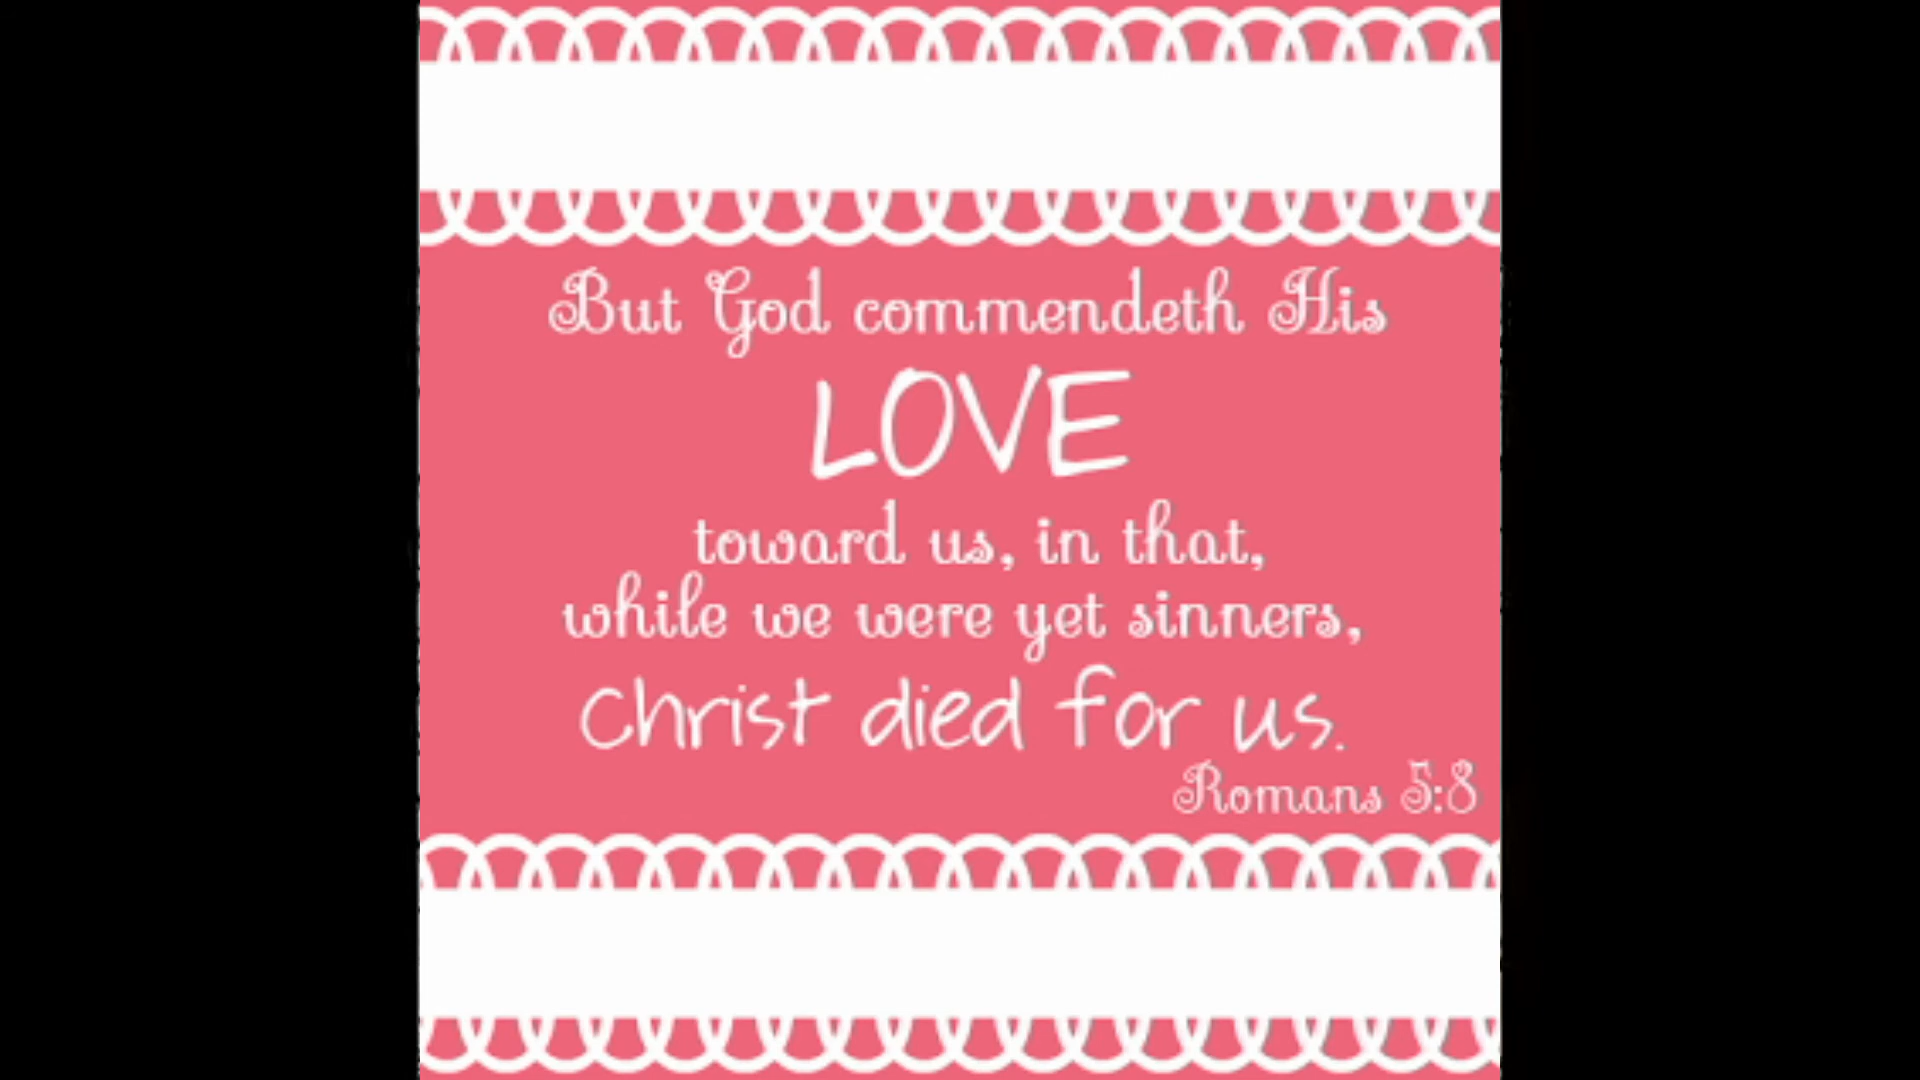 But God commendeth His
LOVE
toward us, in that,
while we were yet sinners,
Christ died for us.
Romans 5:8